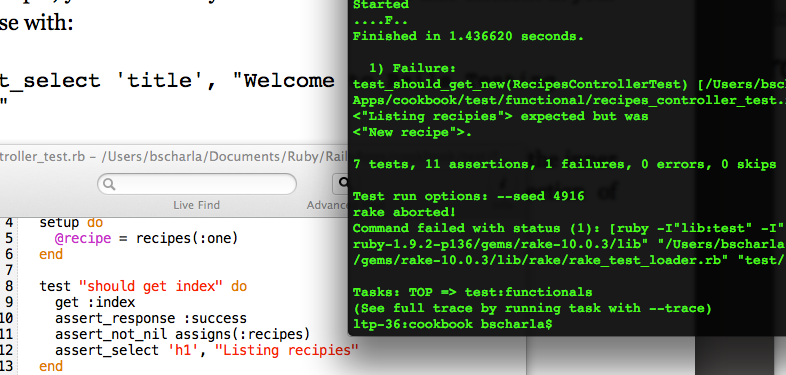 se with:
t_select 'title', "Welcome
"
Started
....F..
Finished in 1.436620 seconds.
1) Failure:
test_should_get_new(RecipesControllerTest) [/Users/bsc
Apps/cookbook/test/functional/recipes_controller_test.
<"Listing recipies"> expected but was
<"New recipe">.
7 tests, 11 assertions, 1 failures, 0 errors, 0 skips
Test run options: --seed 4916
rake aborted!
Command failed with status (1): [ruby -I"lib:test" -I"
ruby-1.9.2-p136/gems/rake-10.0.3/lib" "/Users/bscharla
/gems/rake-10.0.3/lib/rake/rake_test_loader.rb" "test/
Tasks: TOP => test:functionals
(See full trace by running task with --trace)
ltp-36:cookbook bscharla$
troller_test.rb – /Users/bscharla/Documents/Ruby/Rail
Live Find
Advanc
4 setup do
5 @recipe = recipes(:one)
6 end
7
8 test "should get index" do
9 get :index
10 assert_response :success
11 assert_not_nil assigns(:recipes)
12 assert_select 'h1', "Listing recipies"
13 end